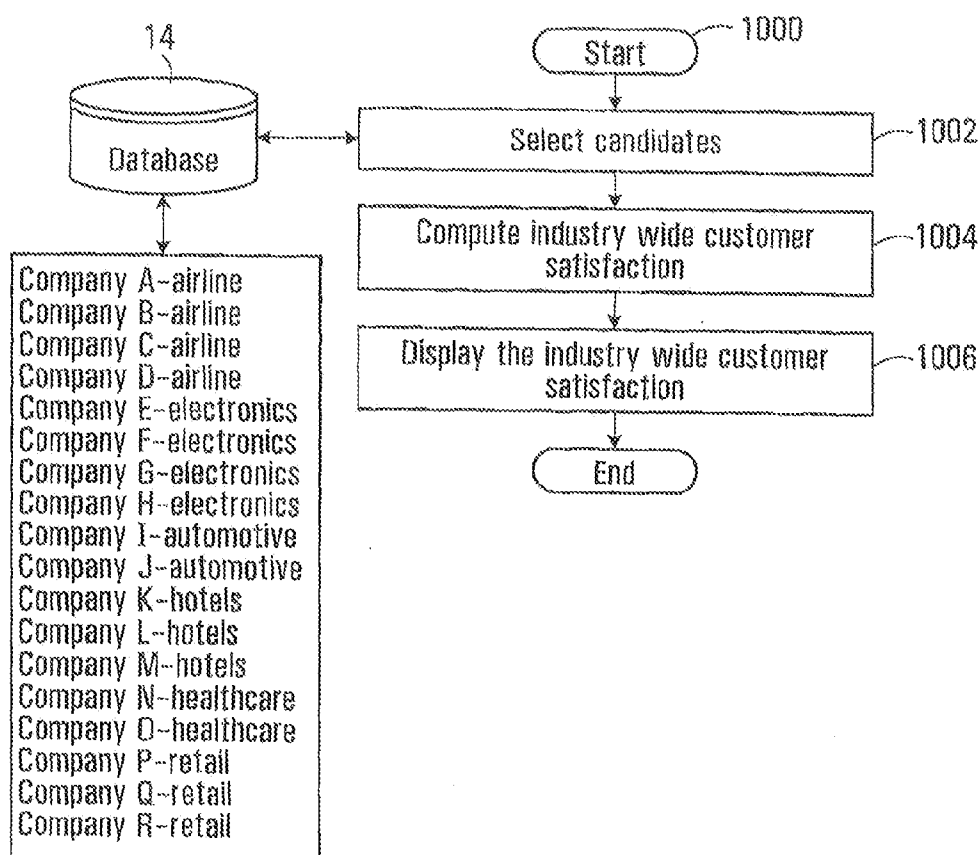 14
Database
Company A-airline
Company B-airline
Company C-airline
Company D-airline
Company E-electronics
Company F-electronics
Company G-electronics
Company H-electronics
Company I-automotive
Company J-automotive
Company K-hotels
Company L-hotels
Company M-hotels
Company N-healthcare
Company O-healthcare
Company P-retail
Company Q-retail
Company R-retail
1000
Start
Select candidates
1002
Compute industry wide customer
satisfaction
1004
Display the industry wide customer
satisfaction
1006
End